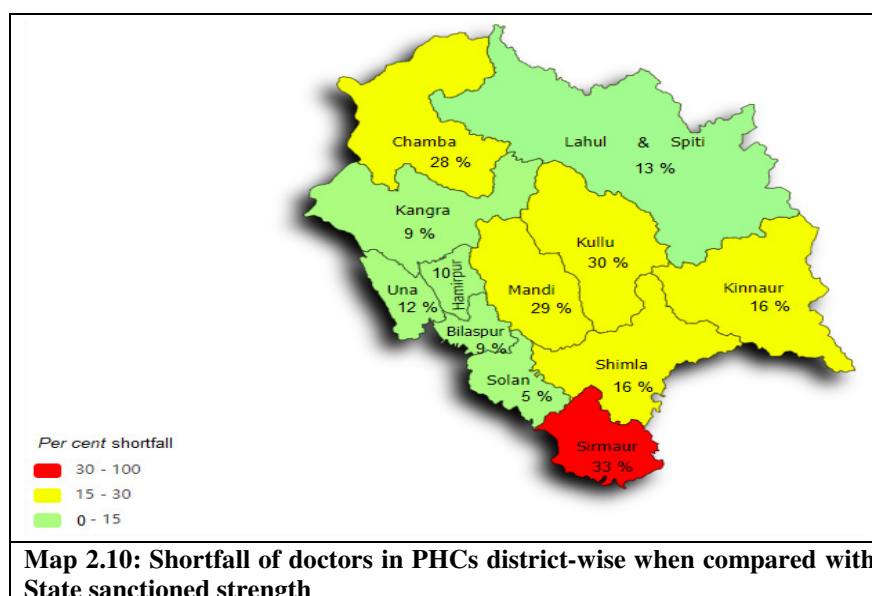 Chamba
28 %
Lahul & Spiti
13 %
Kangra
9 %
Kullu
30 %
10
Hamirpur
Una
12 %
Mandi
29 %
Kinnaur
16 %
Bilaspur
9 %
Shimla
16 %
Solan
5 %
Sirmaur
33 %
Per cent shortfall
30 - 100
15 - 30
0 - 15
Map 2.10: Shortfall of doctors in PHCs district-wise when compared with
State sanctioned strength